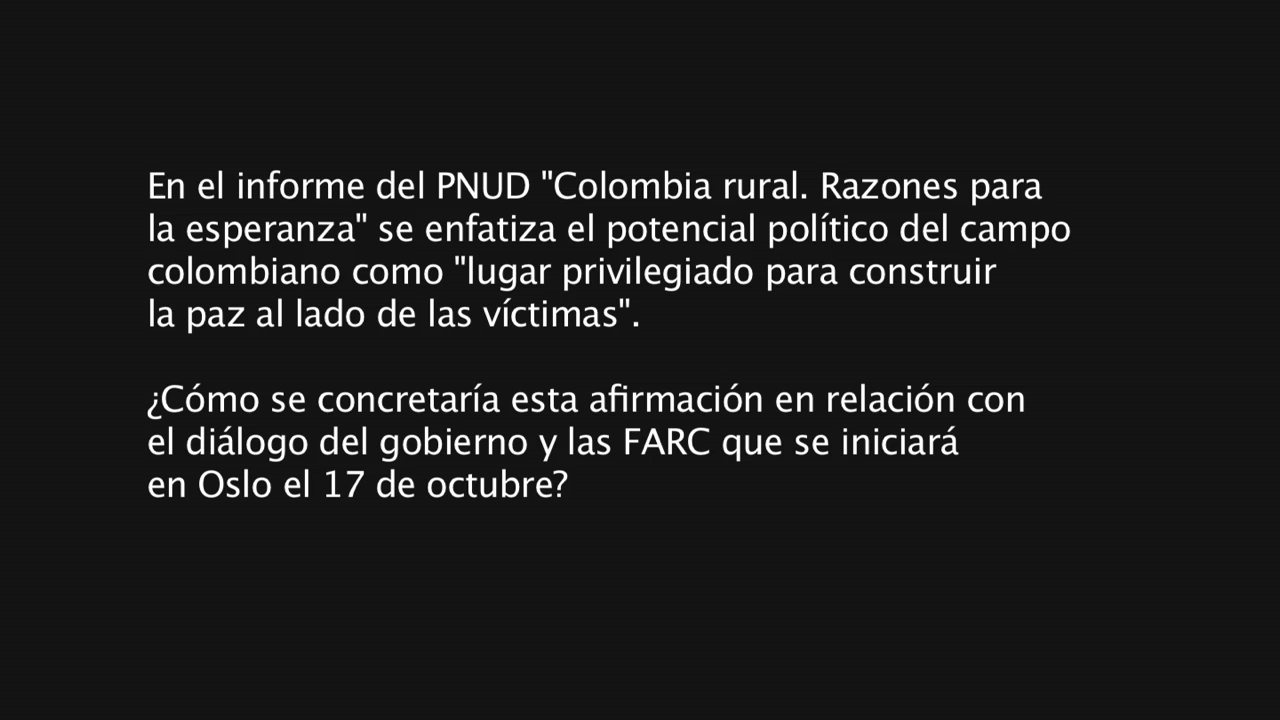 En el informe del PNUD "Colombia rural. Razones para
la esperanza" se enfatiza el potencial político del campo
colombiano como "lugar privilegiado para construir
la paz al lado de las víctimas".
¿Cómo se concretaría esta afirmación en relación con
el diálogo del gobierno y las FARC que se iniciará
en Oslo el 17 de octubre?